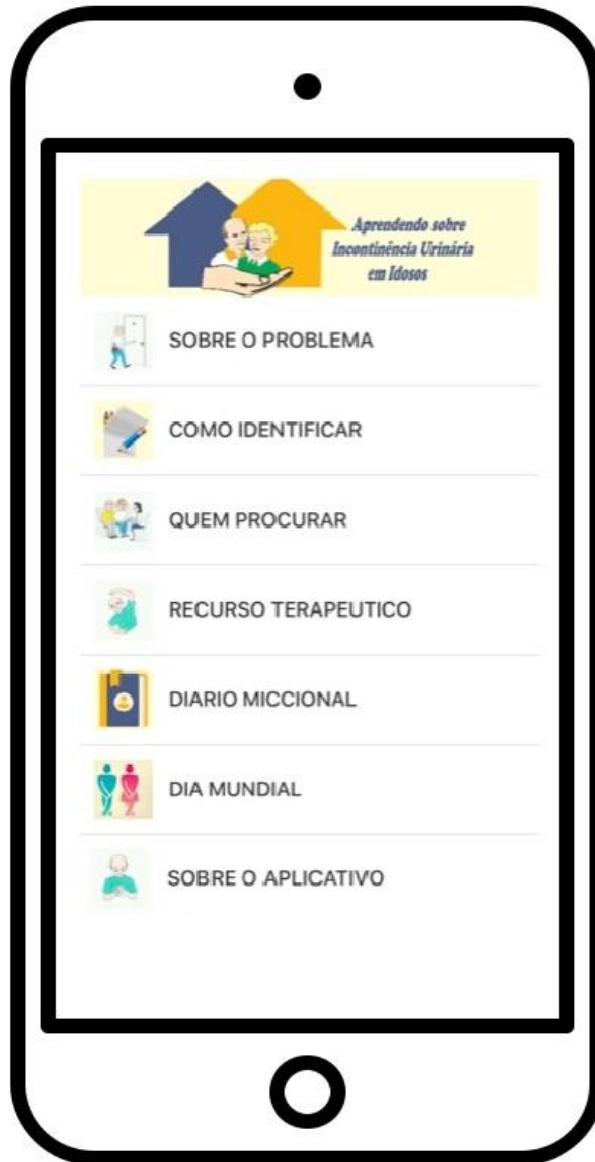 Aprendendo sobre
Incontinência Urinária
em Idosos
SOBRE O PROBLEMA
COMO IDENTIFICAR
QUEM PROCURAR
RECURSO TERAPEUTICO
DIARIO MICCIONAL
DIA MUNDIAL
SOBRE O APLICATIVO